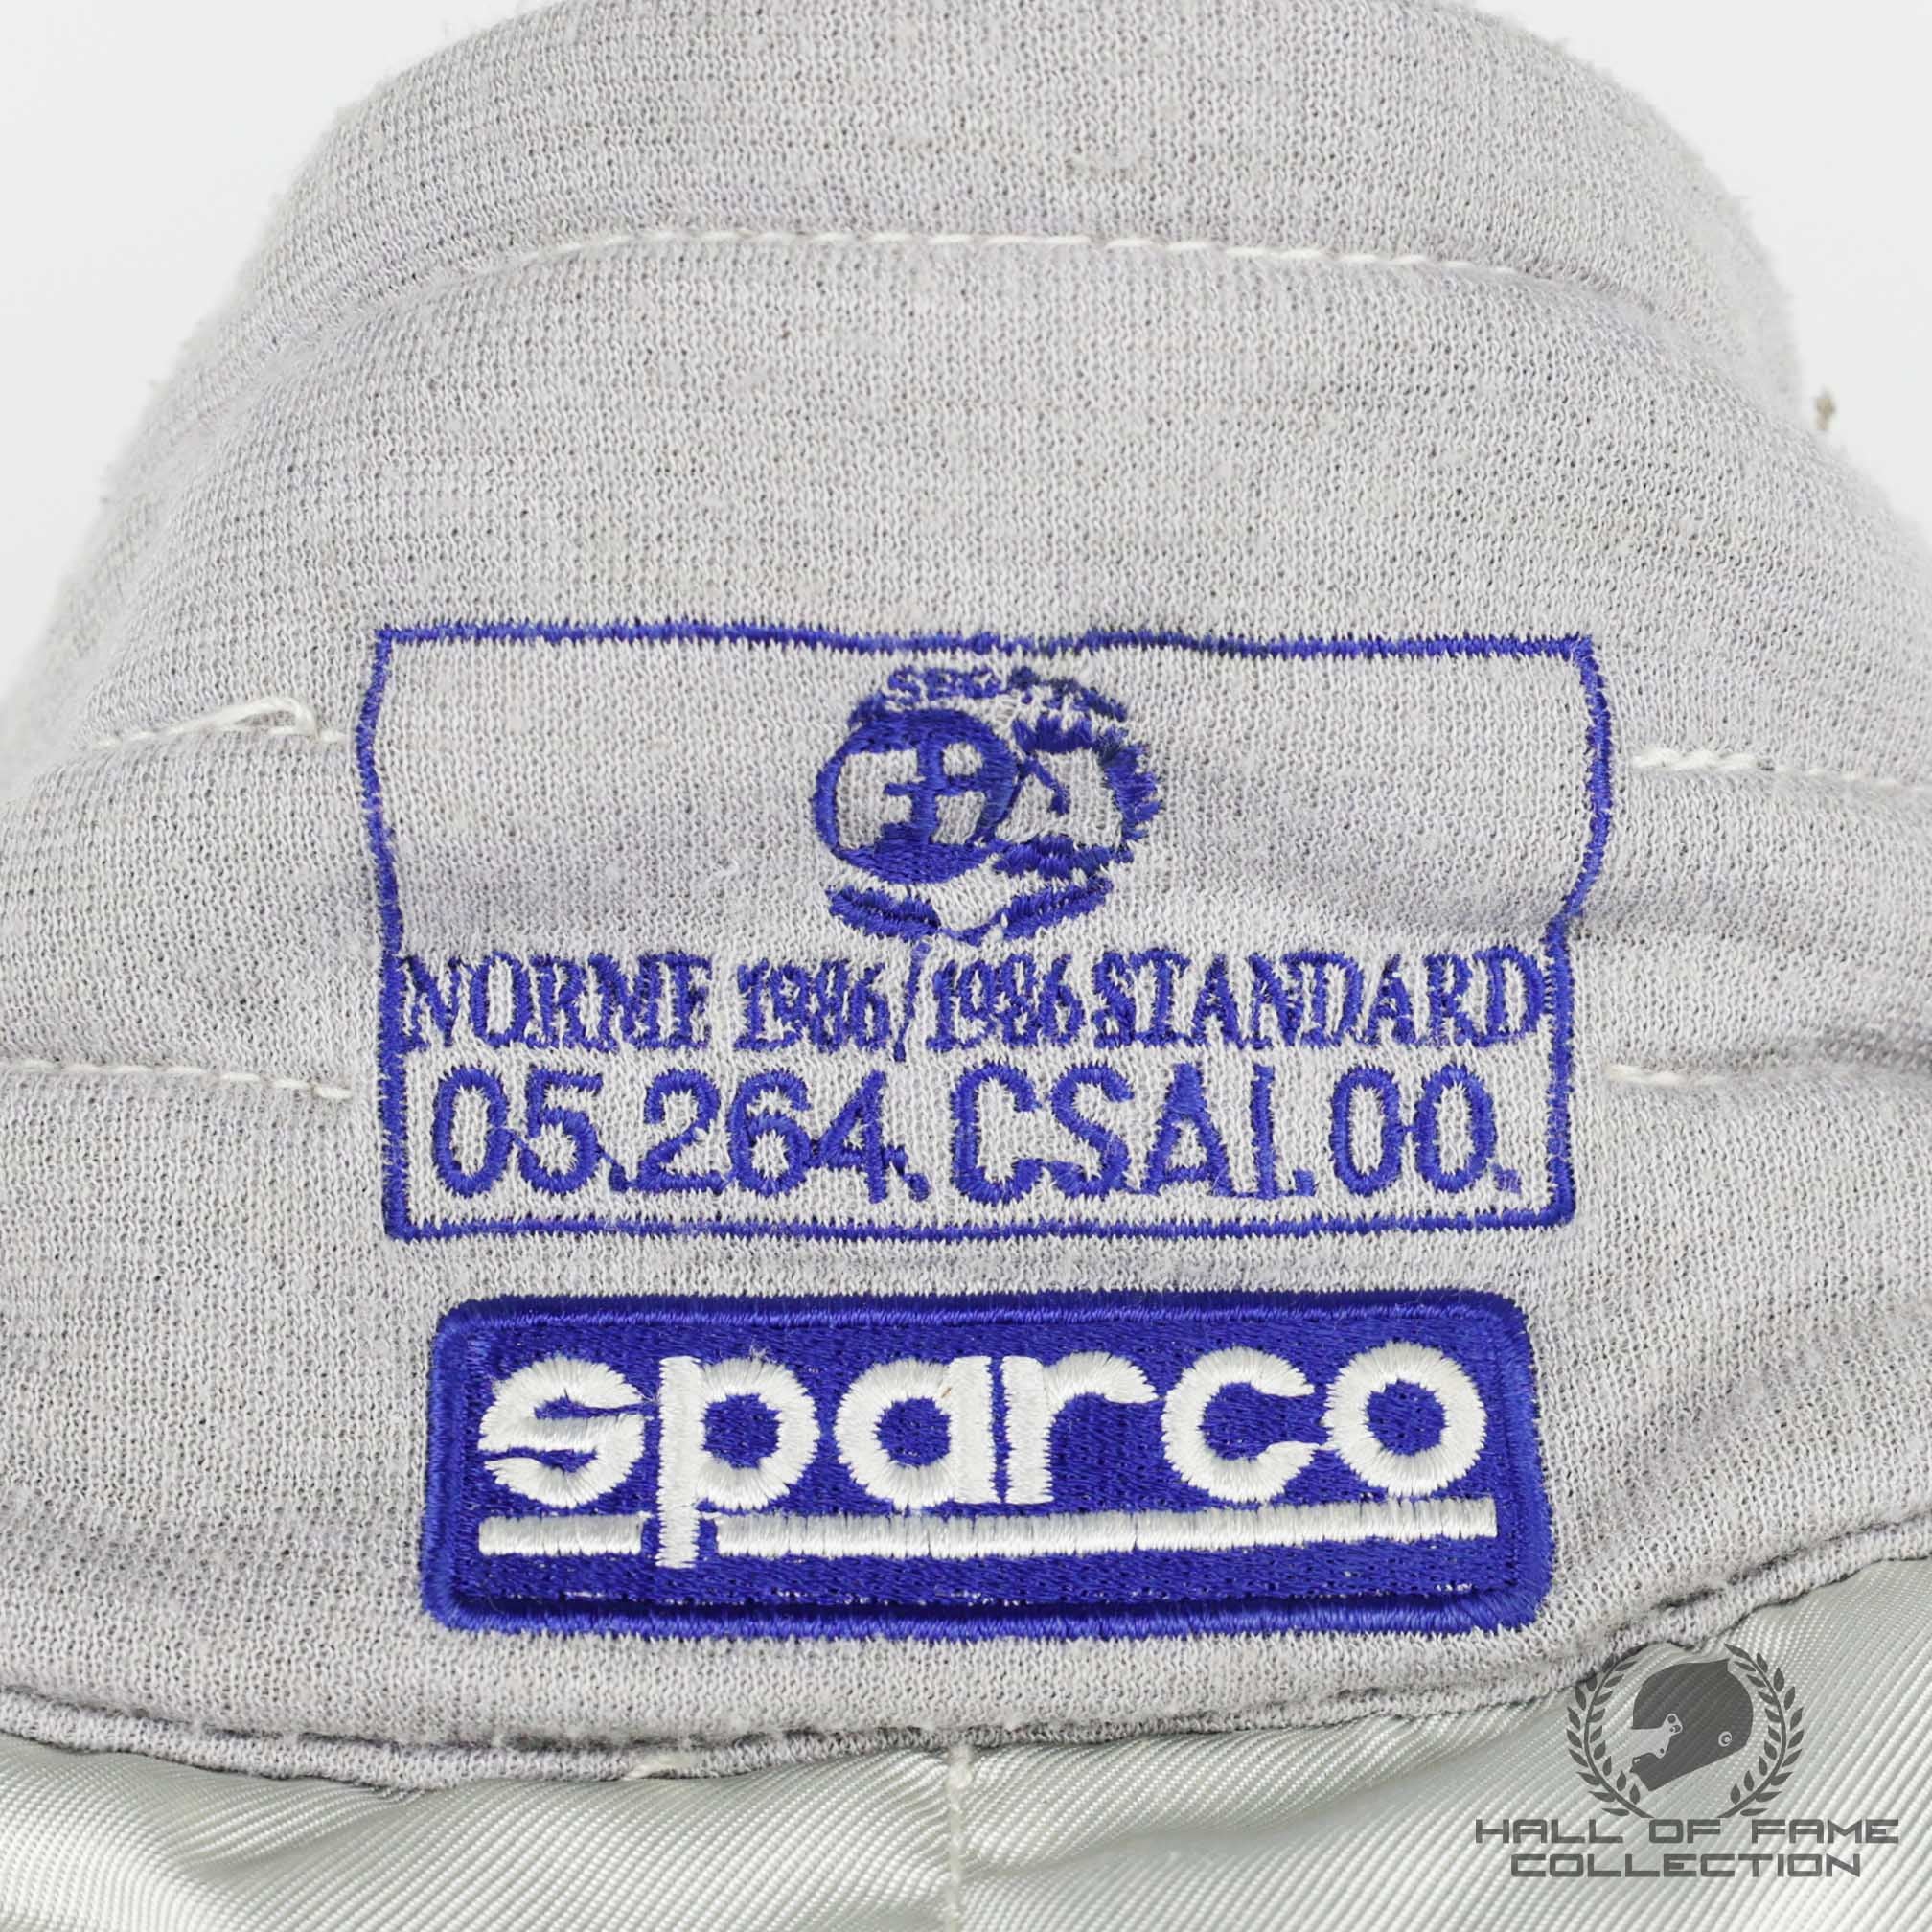 FIA
NORME 1986/1986 STANDARD
05.264.CSAI.00.
sparco
HALL OF FAME
COLLECTION